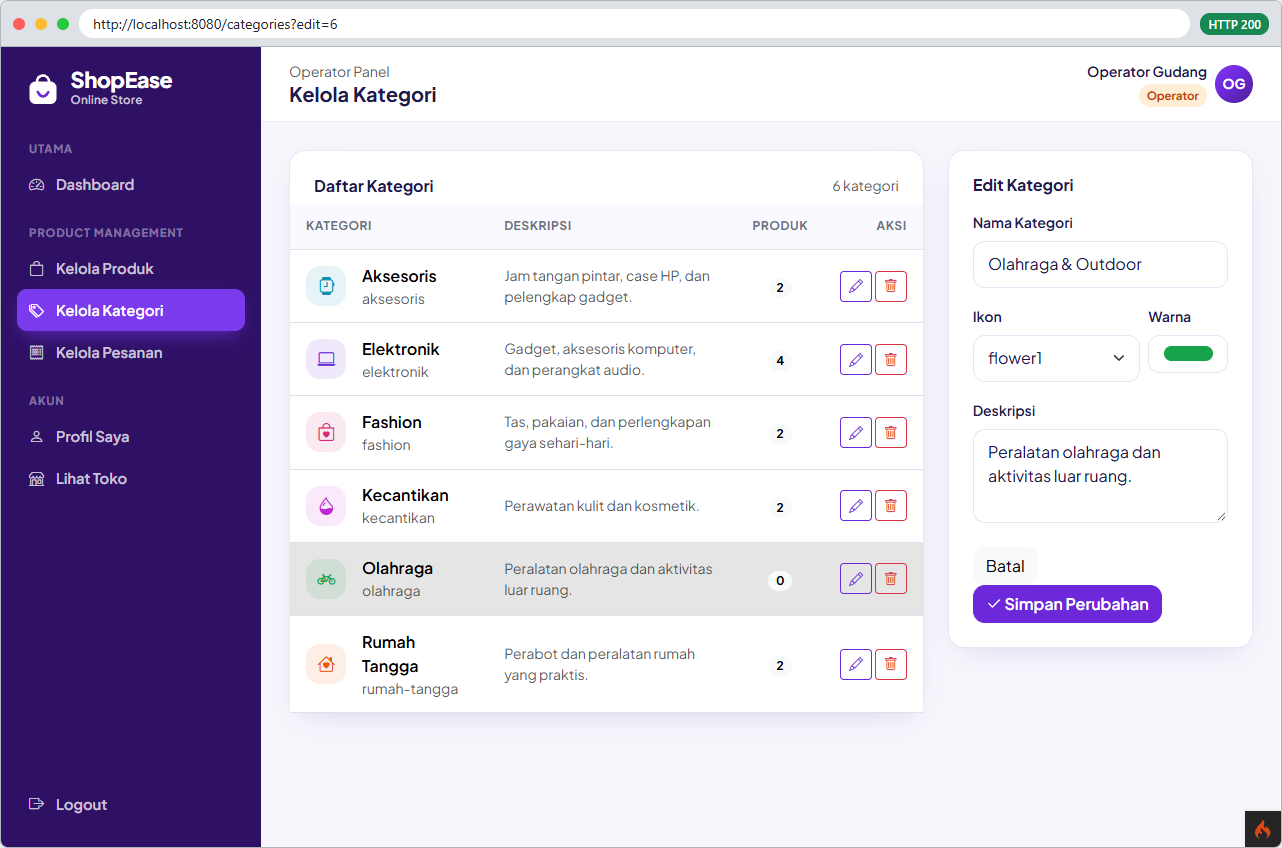 http://localhost:8080/categories?edit=6
HTTP 200
ShopEase
Online Store
UTAMA
Dashboard
PRODUCT MANAGEMENT
Kelola Produk
Kelola Kategori
Kelola Pesanan
AKUN
Profil Saya
Lihat Toko
Logout
Operator Panel
Kelola Kategori
Operator Gudang
Operator
OG
Daftar Kategori
6 kategori
KATEGORI DESKRIPSI PRODUK AKSI
Aksesoris
aksesoris
Jam tangan pintar, case HP, dan
pelengkap gadget.
2
Elektronik
elektronik
Gadget, aksesoris komputer,
dan perangkat audio.
4
Fashion
fashion
Tas, pakaian, dan perlengkapan
gaya sehari-hari.
2
Kecantikan
kecantikan
Perawatan kulit dan kosmetik.
2
Olahraga
olahraga
Peralatan olahraga dan aktivitas
luar ruang.
0
Rumah
Tangga
rumah-tangga
Perabot dan peralatan rumah
yang praktis.
2
Edit Kategori
Nama Kategori
Olahraga & Outdoor
Ikon Warna
flower1
Deskripsi
Peralatan olahraga dan
aktivitas luar ruang.
Batal
Simpan Perubahan